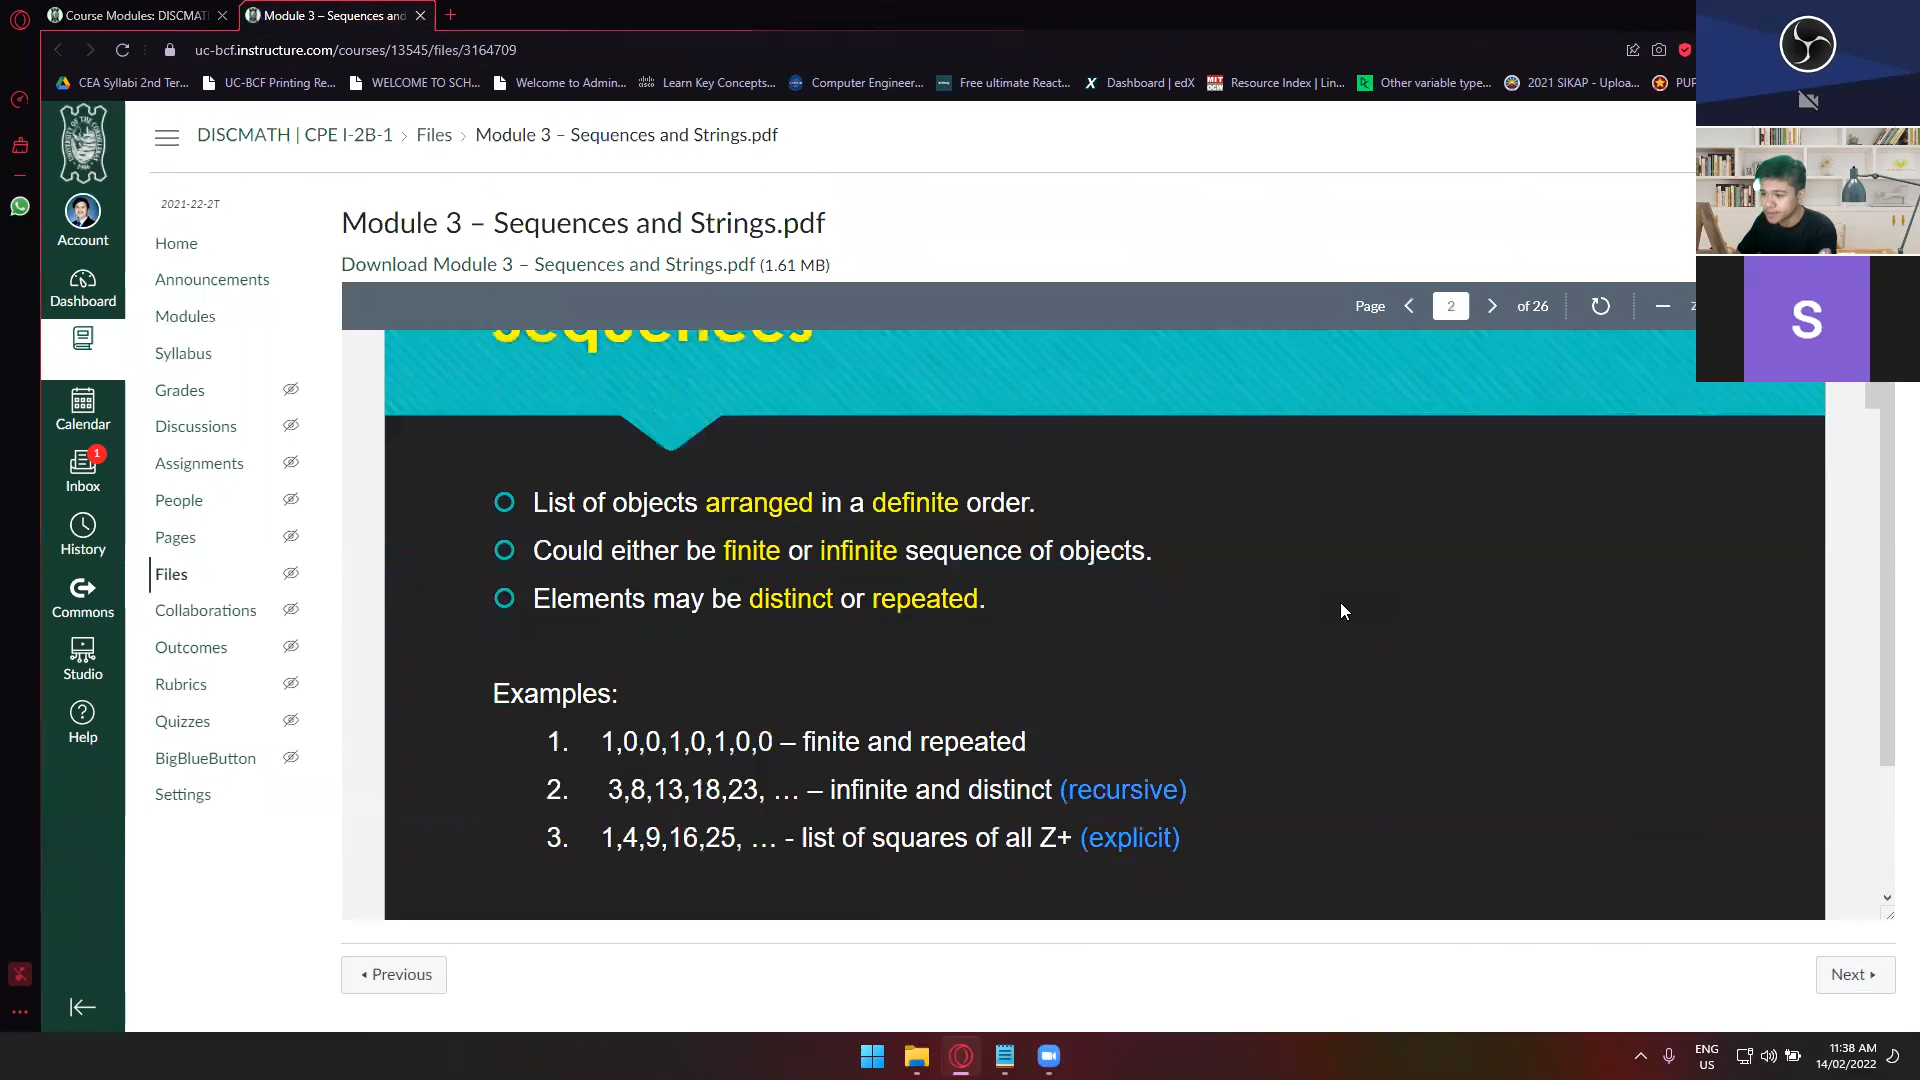 Course Modules: DISCMAT
Module 3 – Sequences and
uc-bcf.instructure.com/courses/13545/files/3164709
CEA Syllabi 2nd Ter...
UC-BCF Printing Re...
WELCOME TO SCH...
Welcome to Admin...
Learn Key Concepts...
Computer Engineer...
Free ultimate React...
Dashboard | edX
Resource Index | Lin...
Other variable type...
2021 SIKAP - Uploa...
PUP
DISCMATH | CPE I-2B-1 > Files > Module 3 – Sequences and Strings.pdf
2021-22-2T
Home
Announcements
Modules
Syllabus
Grades
Discussions
Assignments
People
Pages
Files
Collaborations
Outcomes
Rubrics
Quizzes
BigBlueButton
Settings
Account
Dashboard
Calendar
1
Inbox
History
Commons
Studio
Help
Module 3 – Sequences and Strings.pdf
Download Module 3 – Sequences and Strings.pdf (1.61 MB)
Page 2 of 26
Sequences
List of objects arranged in a definite order.
Could either be finite or infinite sequence of objects.
Elements may be distinct or repeated.
Examples:
1. 1,0,0,1,0,1,0,0 – finite and repeated
2. 3,8,13,18,23, … – infinite and distinct (recursive)
3. 1,4,9,16,25, … - list of squares of all Z+ (explicit)
Previous
Next
S
ENG
US
11:38 AM
14/02/2022